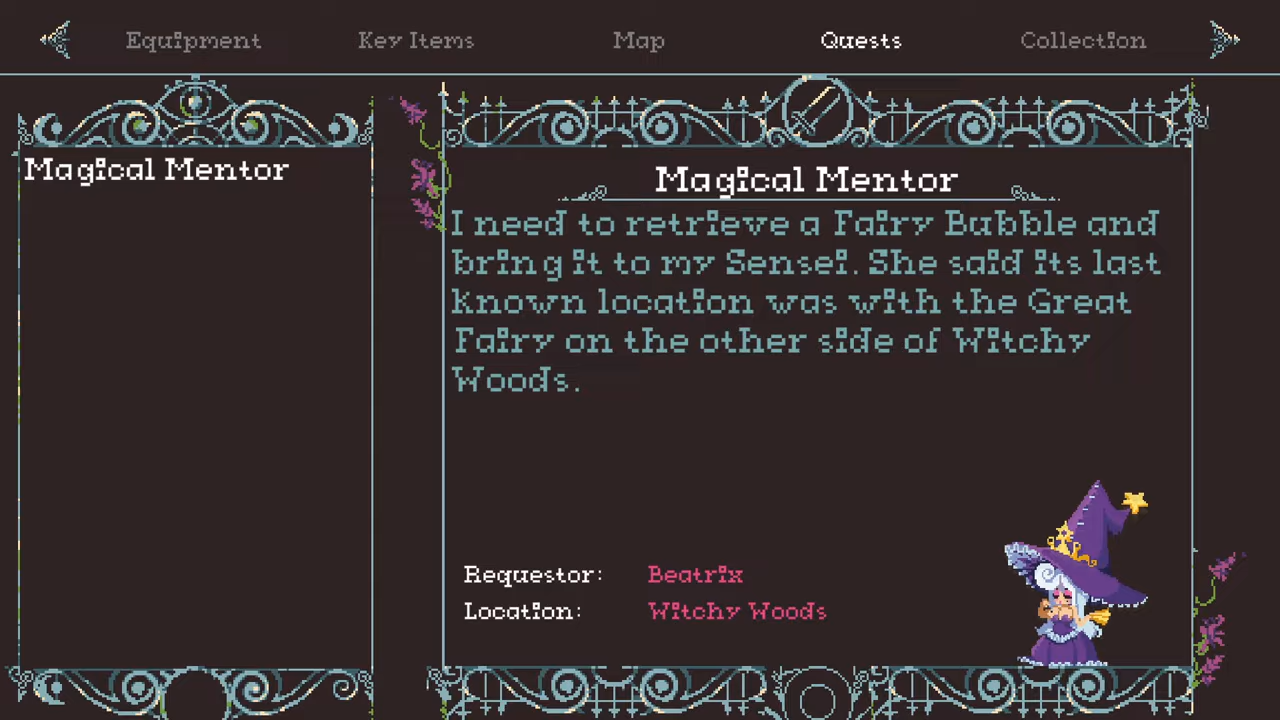 Equipment Key Items Map Quests Collection
Magical Mentor
Magical Mentor
I need to retrieve a Fairy Bubble and
bring it to my Sensei. She said its last
known location was with the Great
Fairy on the other side of Witchy
Woods.
Requestor: Beatrix
Location: Witchy Woods